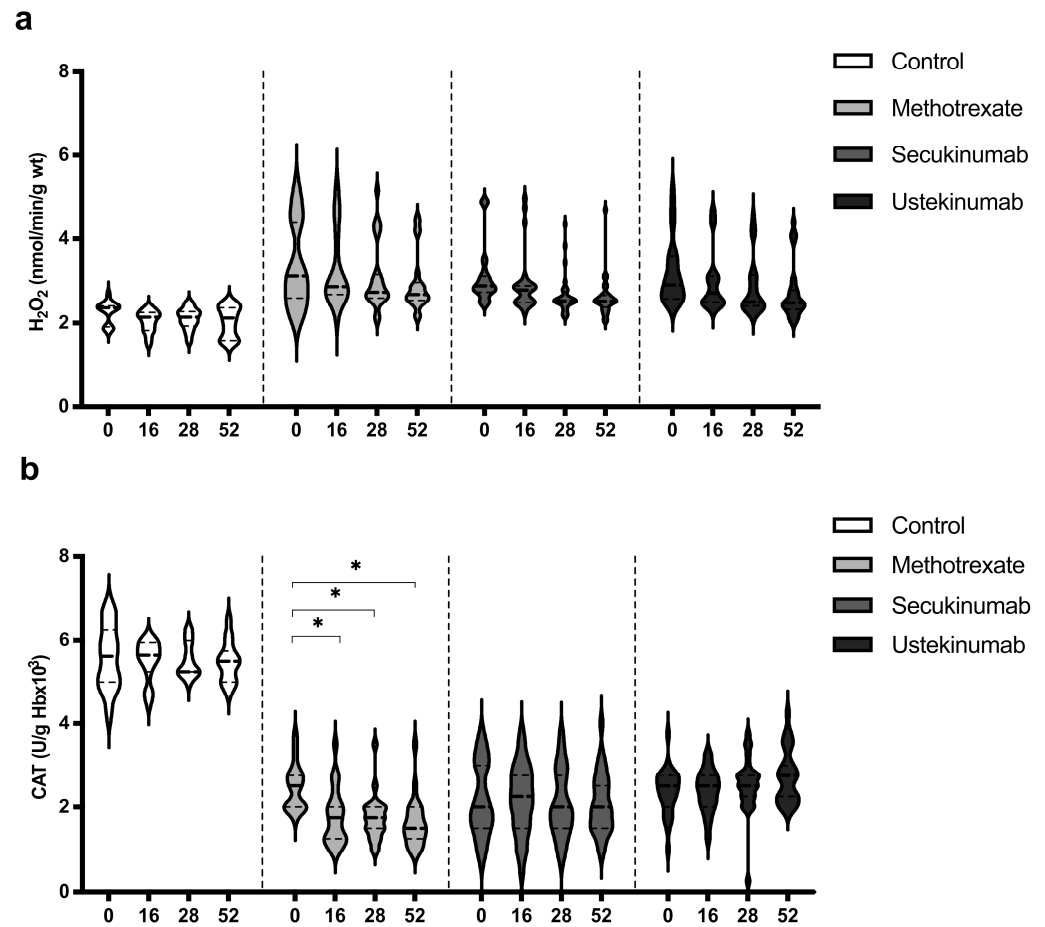 a
H₂O₂ (nmol/min/g wt)
8
6
4
2
0
0 16 28 52 0 16 28 52 0 16 28 52 0 16 28 52
Control
Methotrexate
Secukinumab
Ustekinumab
b
CAT (U/g Hbx10³)
8
6
4
2
0
* 
*
*
0 16 28 52 0 16 28 52 0 16 28 52 0 16 28 52
Control
Methotrexate
Secukinumab
Ustekinumab